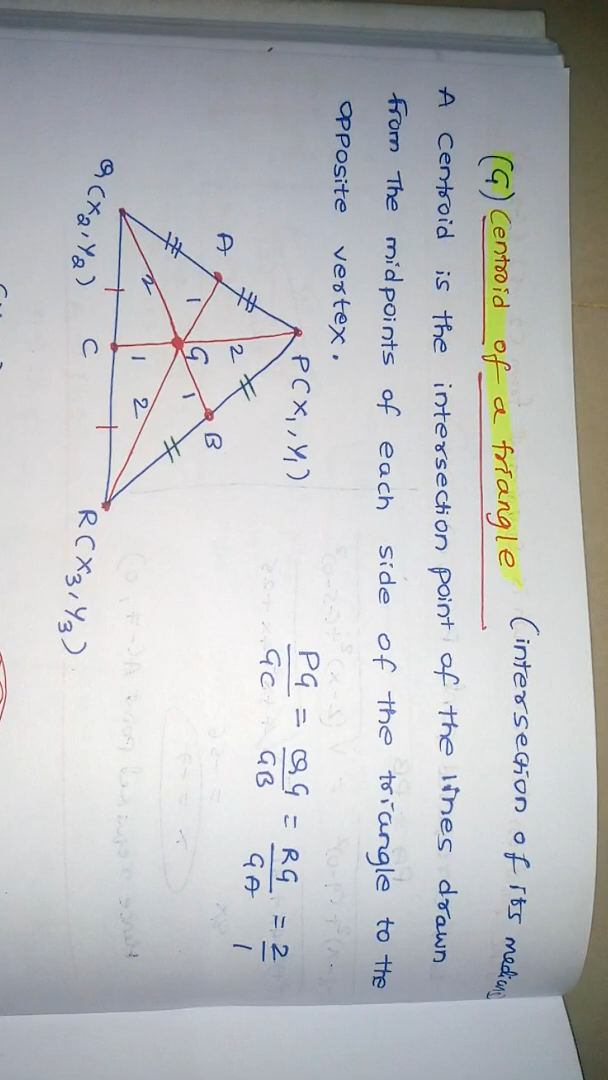 (G) Centroid of a triangle (intersection of its
A centroid is the intersection point of the lines drawn
from the midpoints of each side of the triangle to the
opposite vertex.
P(x₁,y₁)
A
B
2
1
1
G
2
1
2
C
Q(x₂,y₂)
R(x₃,y₃)
PG/GC = QG/GB = RG/GA = 2/1